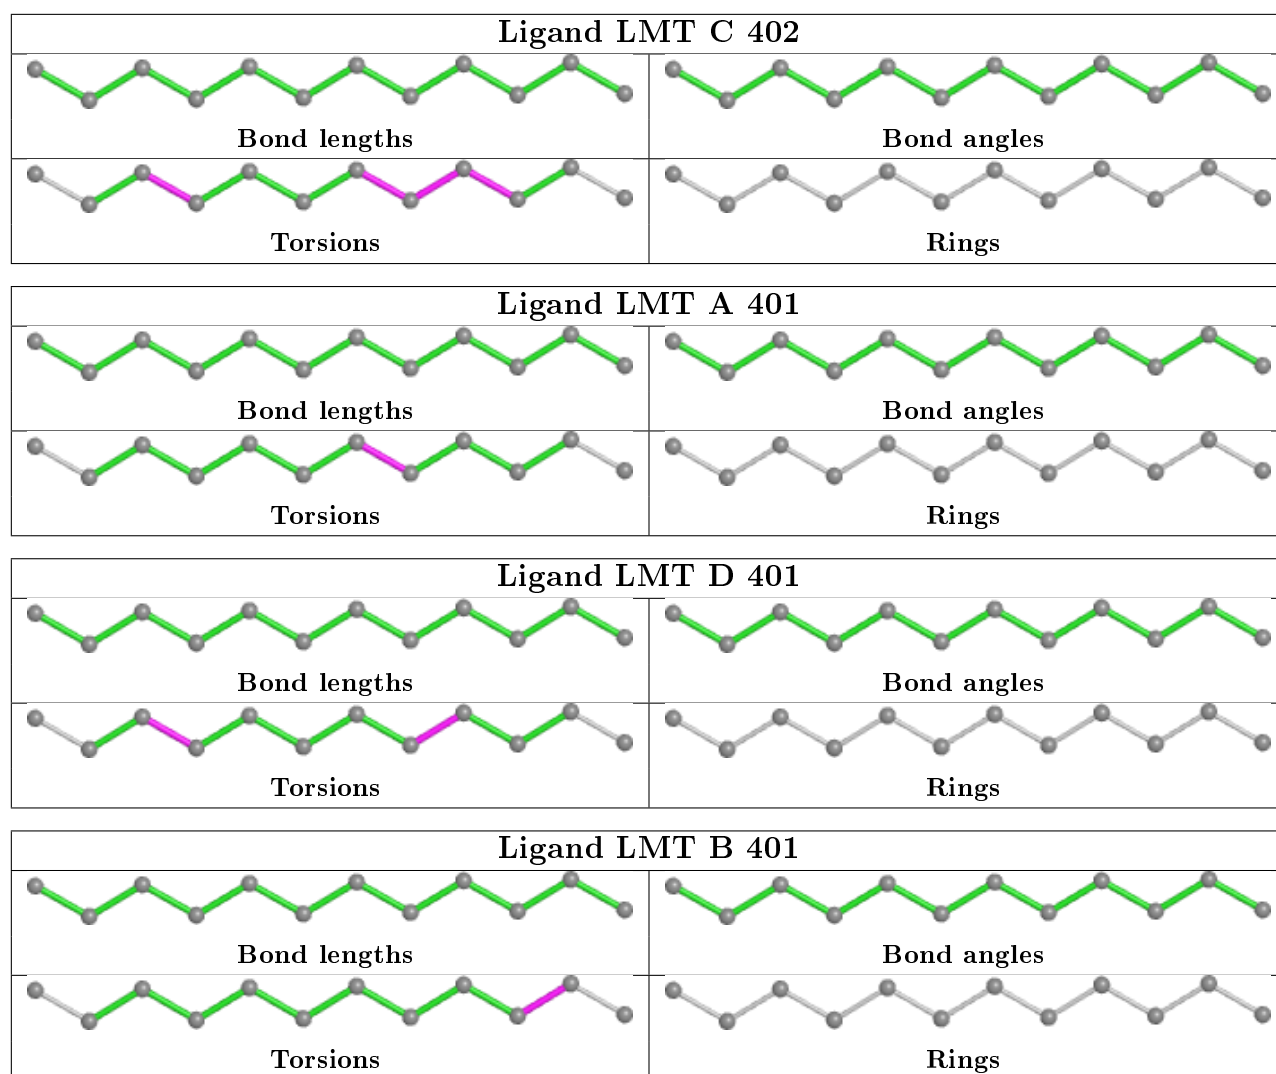 Ligand LMT C 402
Bond lengths Bond angles
Torsions Rings
Ligand LMT A 401
Bond lengths Bond angles
Torsions Rings
Ligand LMT D 401
Bond lengths Bond angles
Torsions Rings
Ligand LMT B 401
Bond lengths Bond angles
Torsions Rings